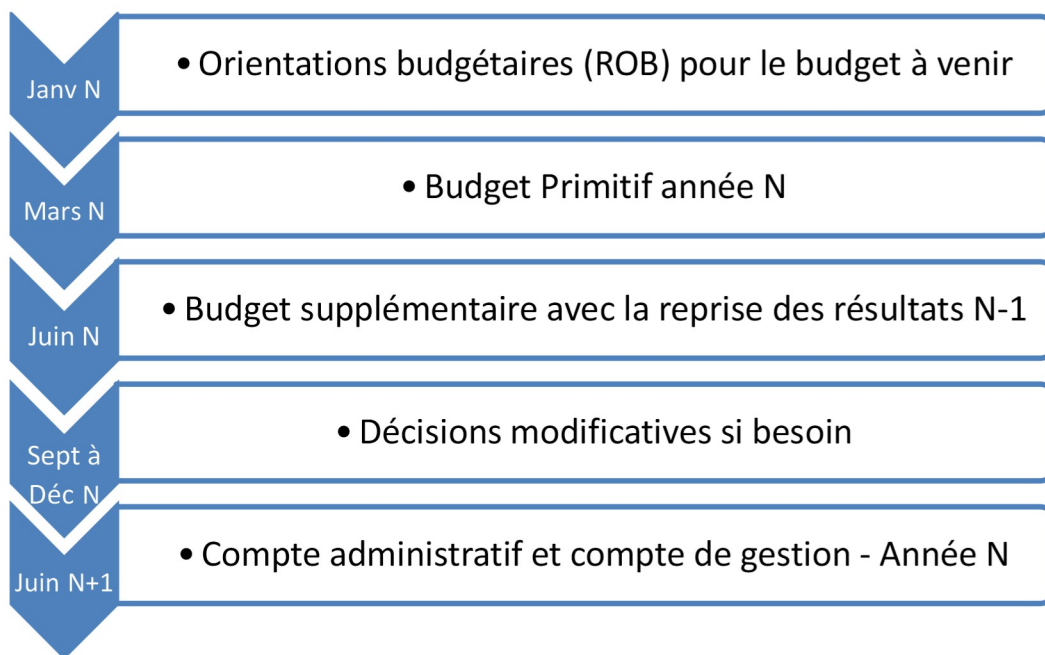 Janv N
• Orientations budgétaires (ROB) pour le budget à venir
Mars N
• Budget Primitif année N
Juin N
• Budget supplémentaire avec la reprise des résultats N-1
Sept à
Déc N
• Décisions modificatives si besoin
Juin N+1
• Compte administratif et compte de gestion - Année N